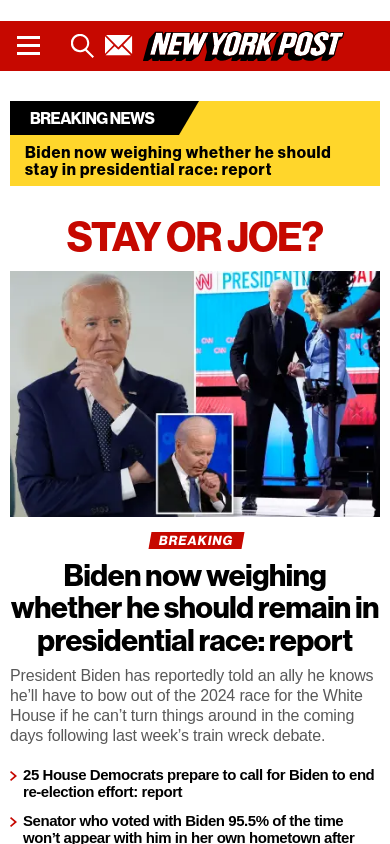 NEW YORK POST
BREAKING NEWS
Biden now weighing whether he should
stay in presidential race: report
STAY OR JOE?
CNN PRESIDENTIAL
BREAKING
Biden now weighing
whether he should remain in
presidential race: report
President Biden has reportedly told an ally he knows
he’ll have to bow out of the 2024 race for the White
House if he can’t turn things around in the coming
days following last week’s train wreck debate.
25 House Democrats prepare to call for Biden to end
re-election effort: report
Senator who voted with Biden 95.5% of the time
won’t appear with him in her own hometown after